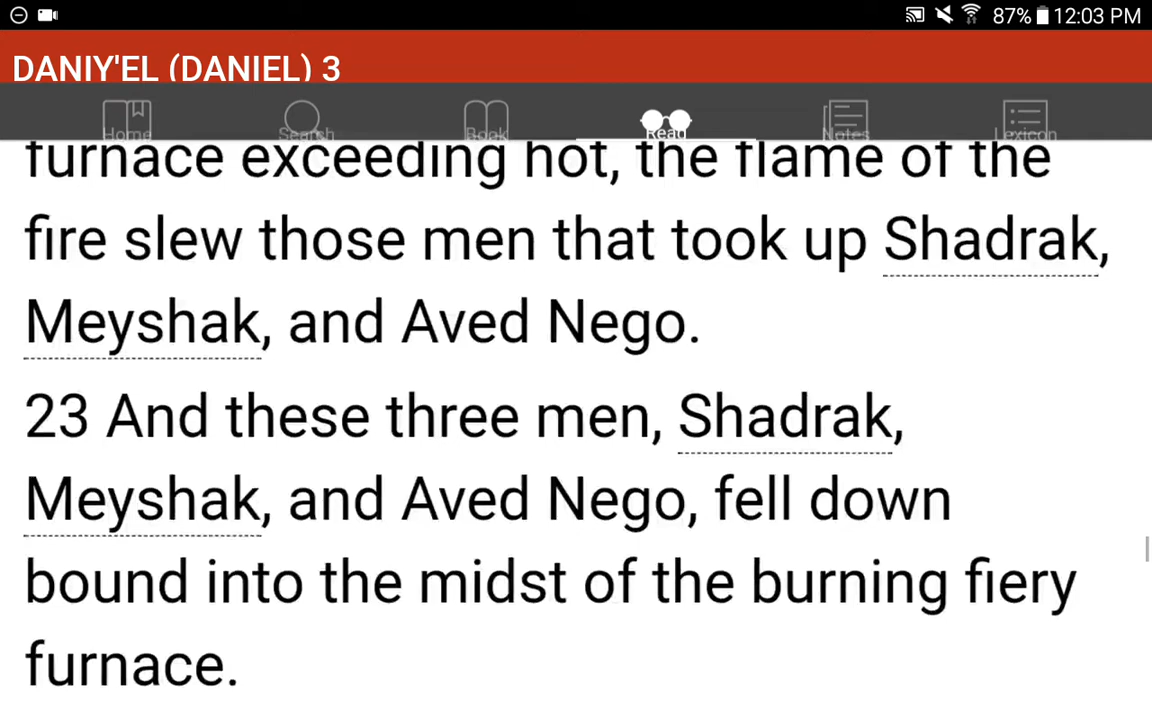 87% 12:03 PM
DANIY'EL (DANIEL) 3
Home Search Book Read Notes Lexicon
furnace exceeding hot, the flame of the
fire slew those men that took up Shadrak,
Meyshak, and Aved Nego.
23 And these three men, Shadrak,
Meyshak, and Aved Nego, fell down
bound into the midst of the burning fiery
furnace.